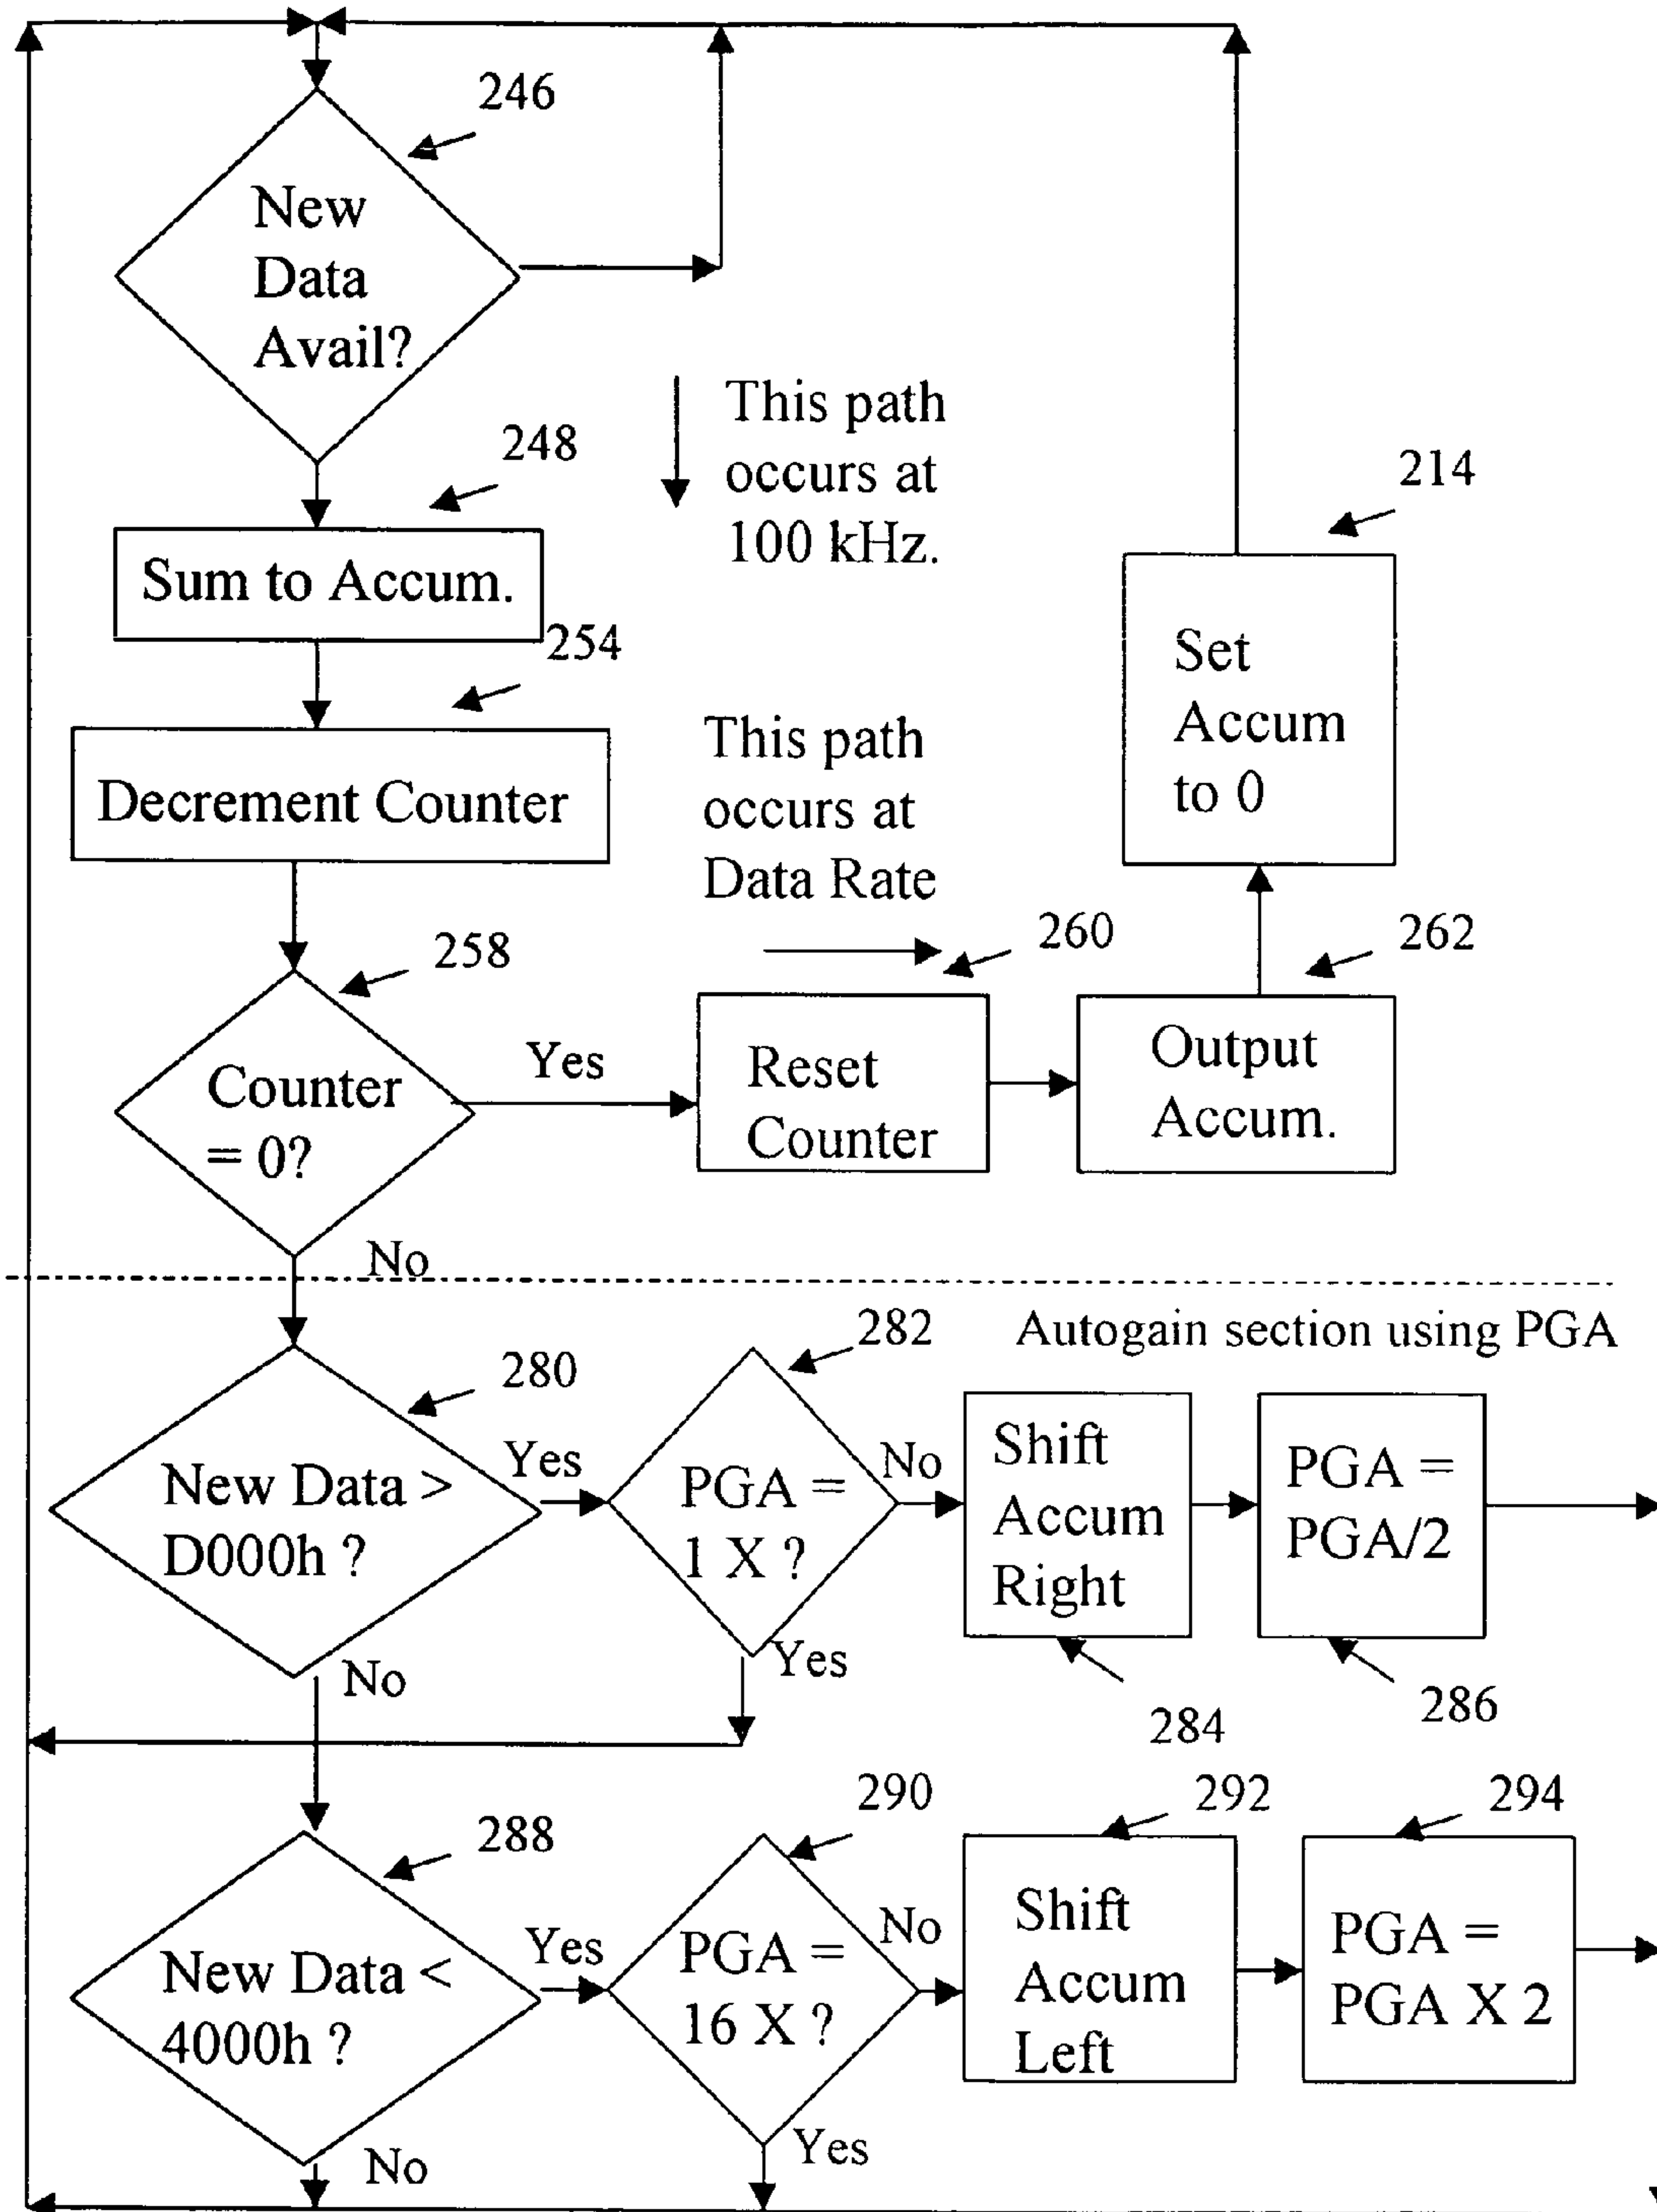 246
New
Data
Avail?
This path
occurs at
100 kHz.
248
Sum to Accum.
254
Decrement Counter
214
Set
Accum
to 0
This path
occurs at
Data Rate
258
Counter
= 0?
Yes
260
Reset
Counter
262
Output
Accum.
No
Autogain section using PGA
280
New Data >
D000h ?
Yes
282
PGA =
1 X ?
No
Shift
Accum
Right
284
PGA =
PGA/2
286
No
Yes
288
New Data <
4000h ?
Yes
290
PGA =
16 X ?
No
292
Shift
Accum
Left
294
PGA =
PGA X 2
No
Yes